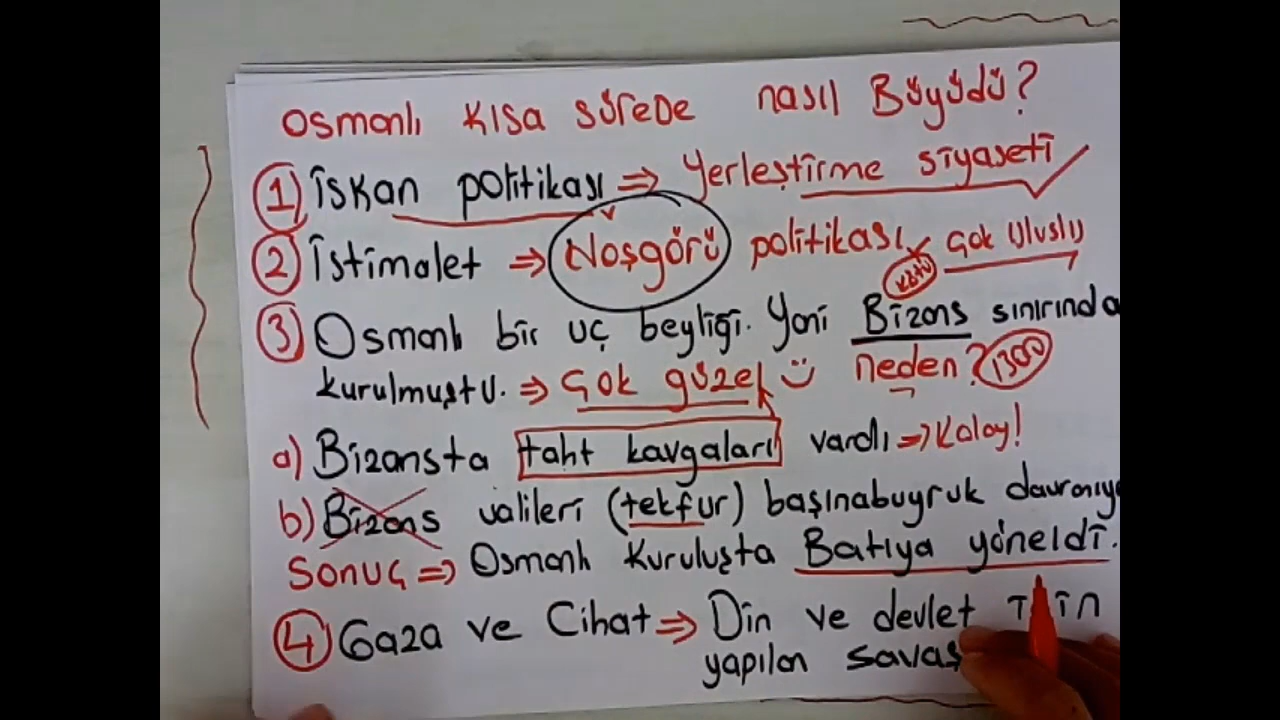 Osmanlı Kısa sürede nasıl Büyüdü?
① İskan politikası ⇒ Yerleştirme siyaseti
② İstimalet ⇒ Hoşgörü politikası Çok Uluslu
kötü
③ Osmanlı bir uç beyliği. Yani Bizans sınırında
kurulmuştu. ⇒ Çok güzel neden? 1300
a) Bizansta taht kavgaları vardı ⇒ Kolay!
b) Bizans valileri (tekfur) başınabuyruk
Sonuç ⇒ Osmanlı Kuruluşta Batıya yöneldi.
④ Gaza ve Cihat ⇒ Din ve devlet
yapılan savaş